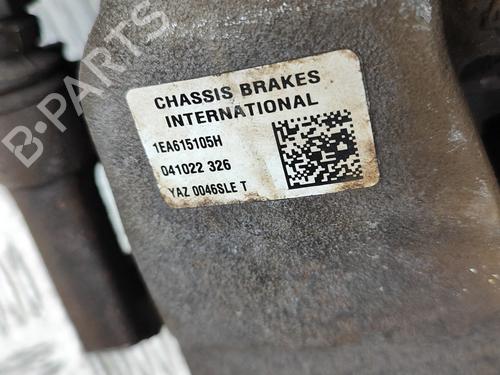 CHASSIS BRAKES
INTERNATIONAL
1EA615105H
041022 326
YAZ 0046SLE T
B-PARTS